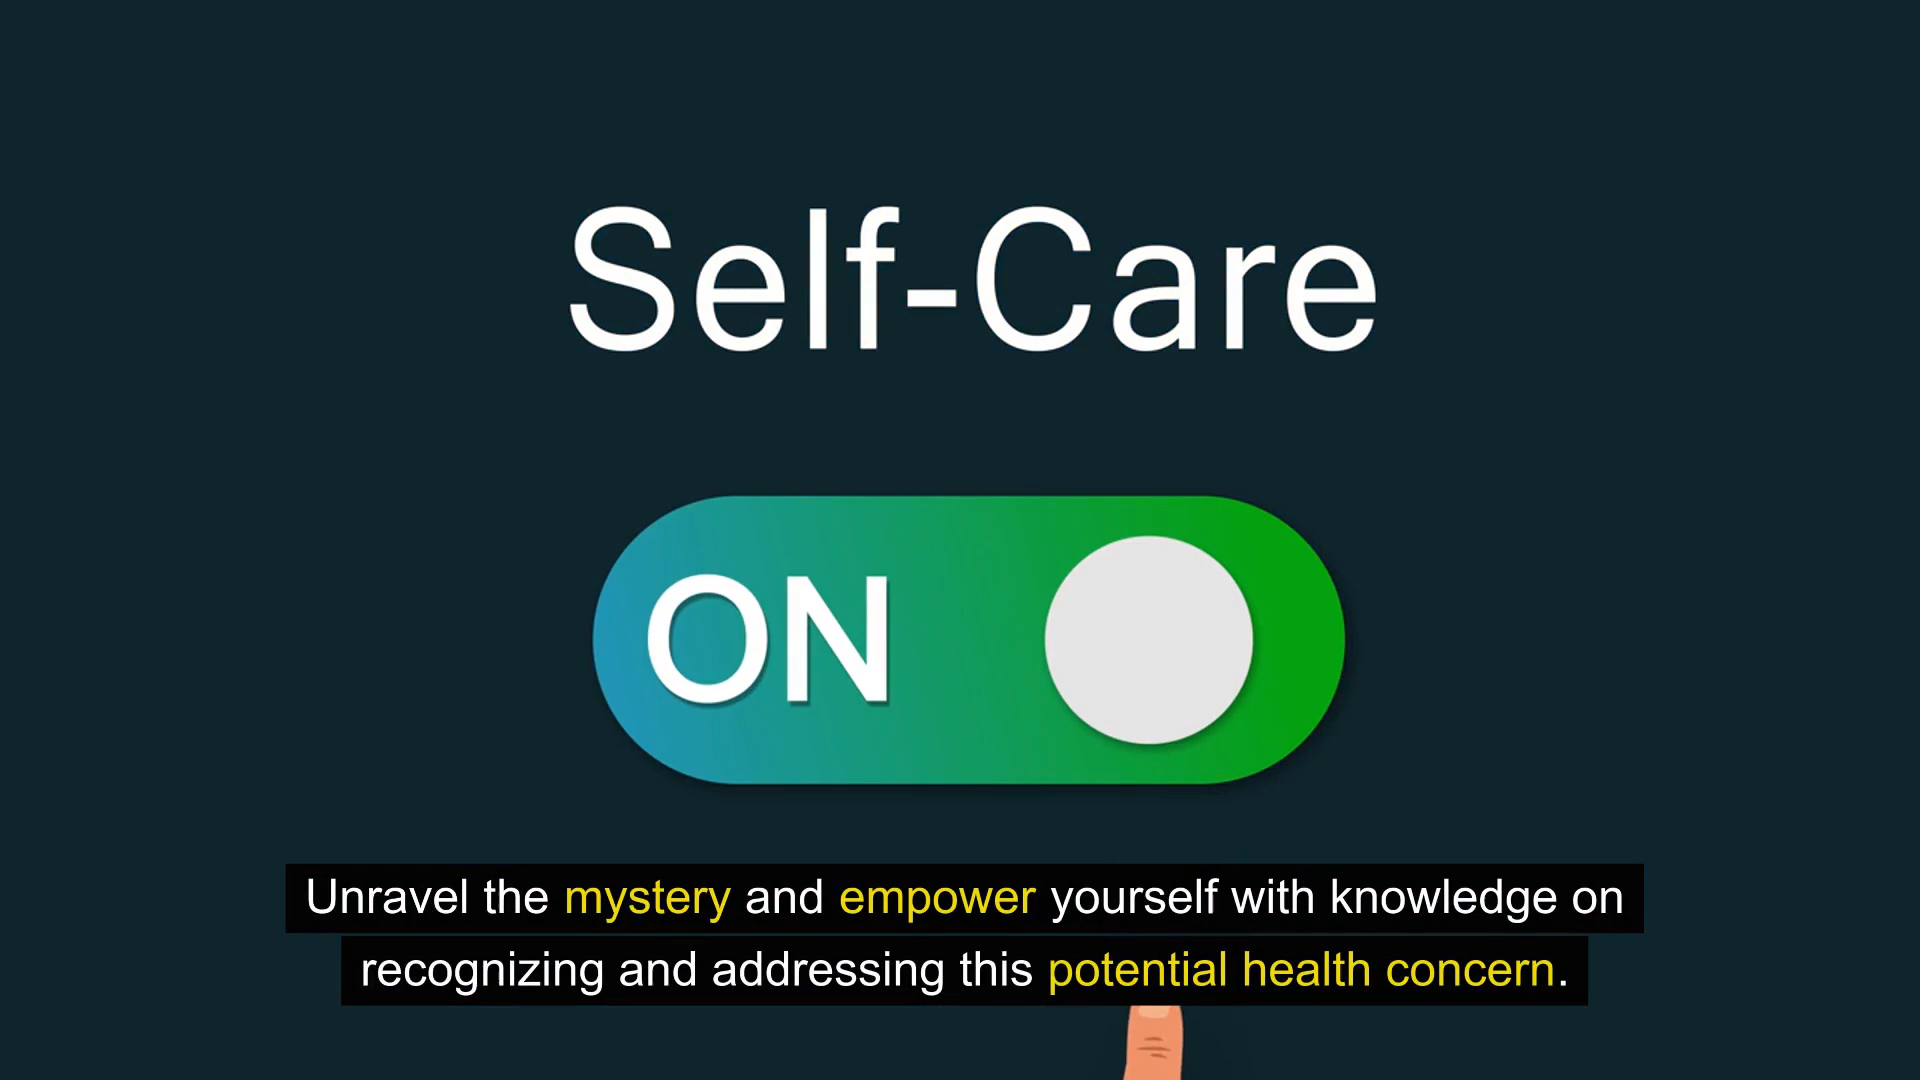 Self-Care
ON
Unravel the mystery and empower yourself with knowledge on
recognizing and addressing this potential health concern.